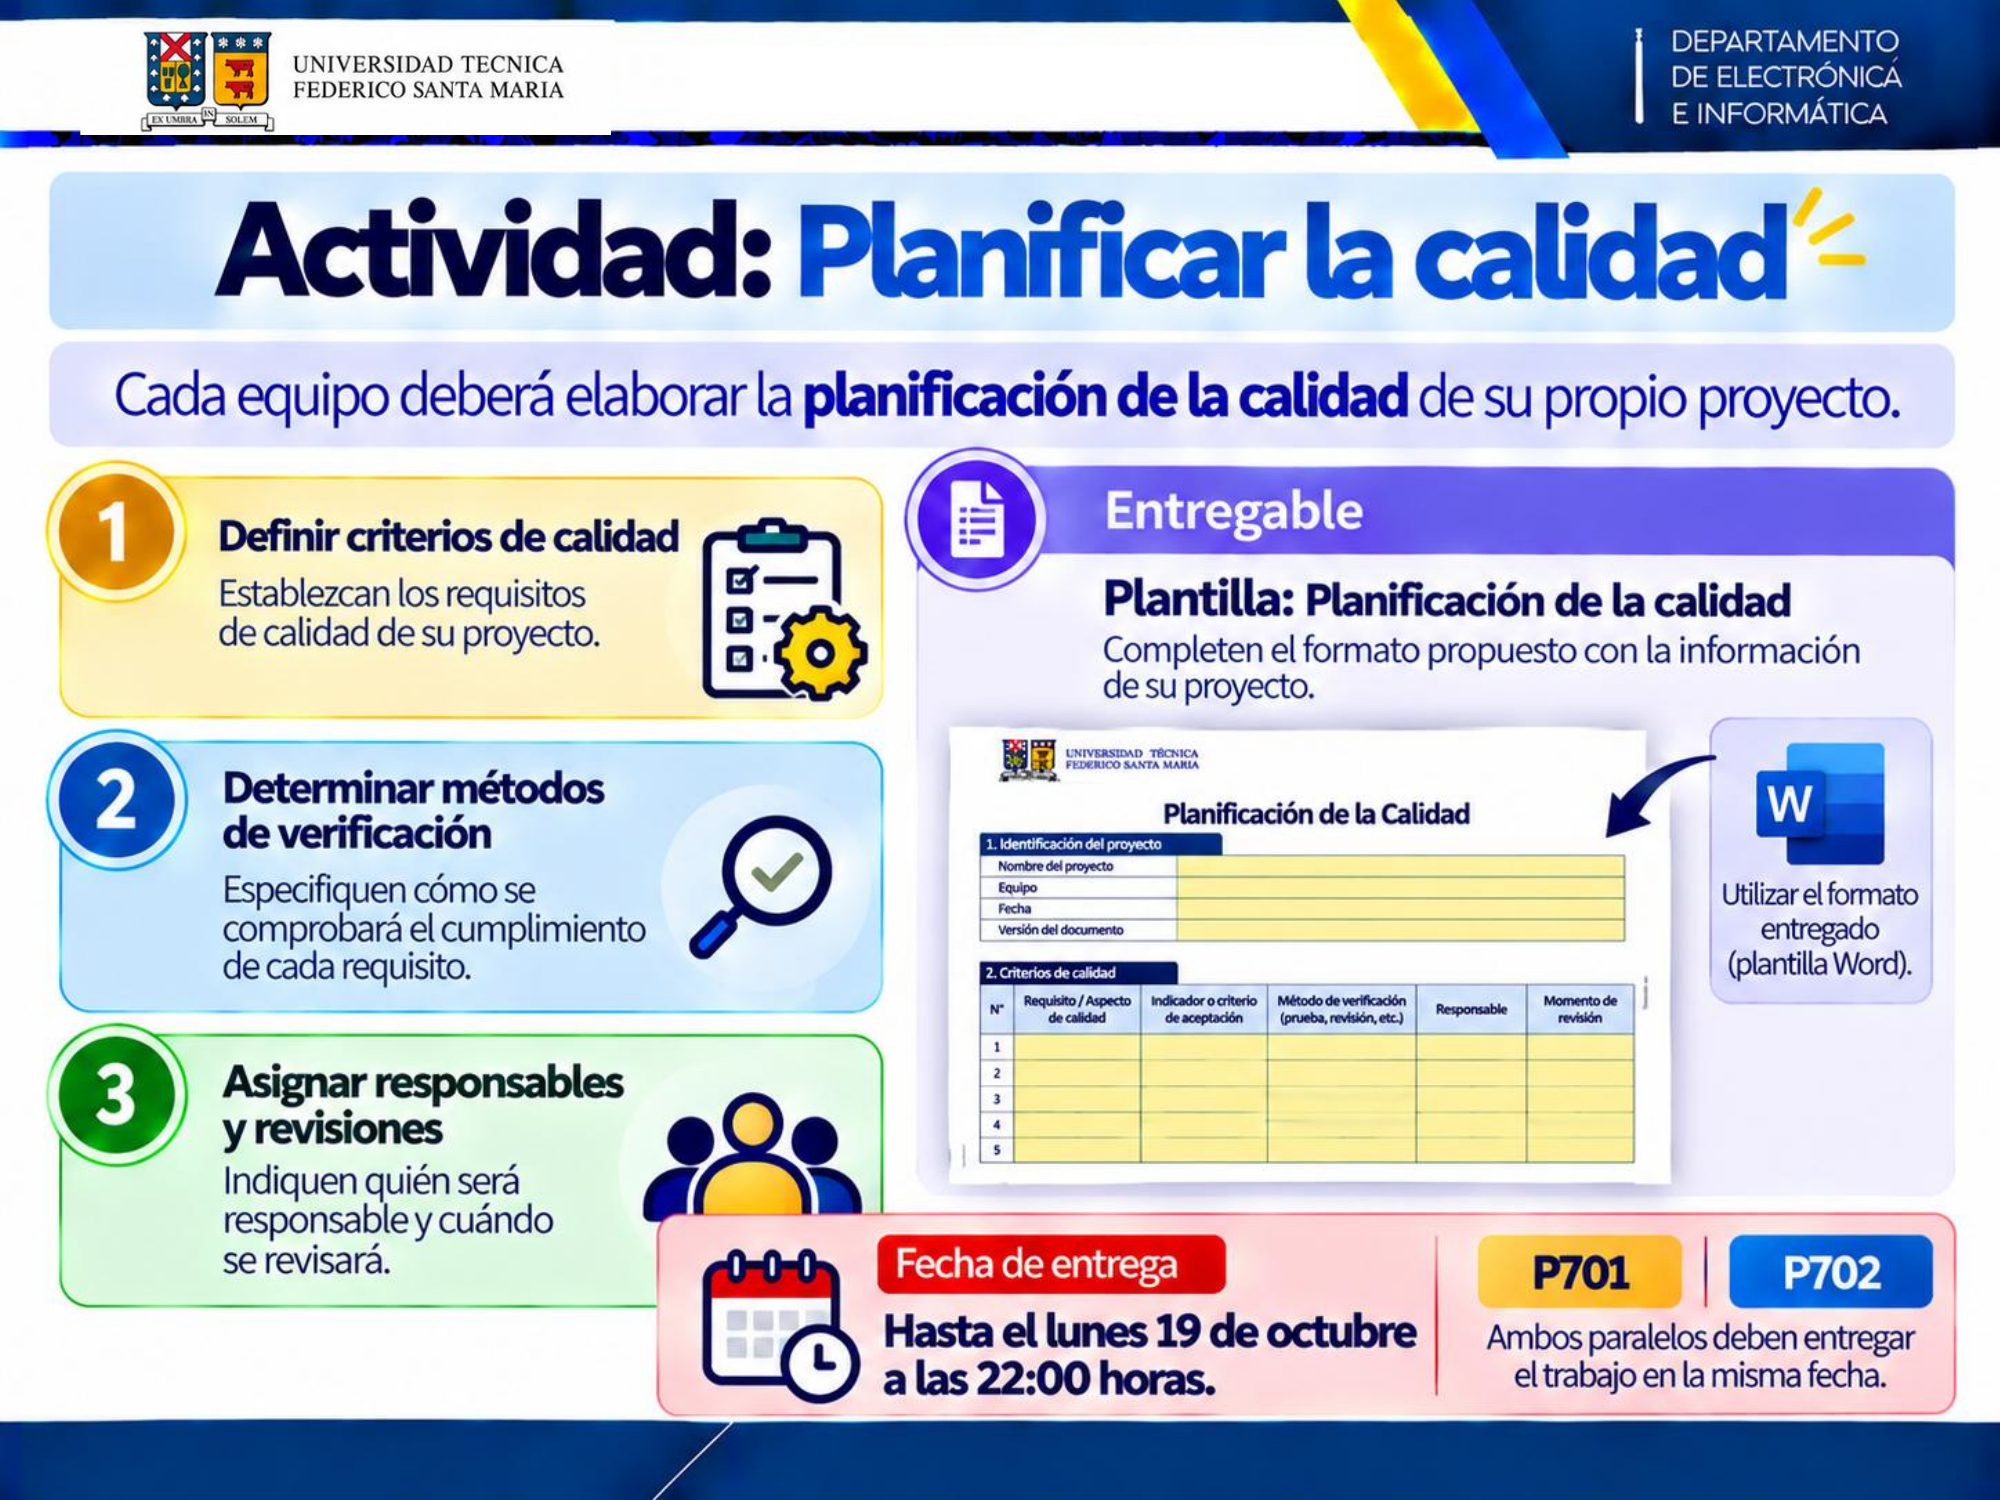 UNIVERSIDAD TECNICA
FEDERICO SANTA MARIA
EX UMBRA IN SOLEM
DEPARTAMENTO
DE ELECTRÓNICA
E INFORMÁTICA
Actividad: Planificar la calidad
Cada equipo deberá elaborar la planificación de la calidad de su propio proyecto.
1
Definir criterios de calidad
Establezcan los requisitos
de calidad de su proyecto.
2
Determinar métodos
de verificación
Especifiquen cómo se
comprobará el cumplimiento
de cada requisito.
3
Asignar responsables
y revisiones
Indiquen quién será
responsable y cuándo
se revisará.
Entregable
Plantilla: Planificación de la calidad
Completen el formato propuesto con la información
de su proyecto.
UNIVERSIDAD TÉCNICA
FEDERICO SANTA MARIA
Planificación de la Calidad
1. Identificación del proyecto
Nombre del proyecto
Equipo
Fecha
Versión del documento
2. Criterios de calidad
N° Requisito / Aspecto de calidad Indicador o criterio de aceptación Método de verificación (prueba, revisión, etc.) Responsable Momento de revisión
1
2
3
4
5
W
Utilizar el formato
entregado
(plantilla Word).
Fecha de entrega
Hasta el lunes 19 de octubre
a las 22:00 horas.
P701 P702
Ambos paralelos deben entregar
el trabajo en la misma fecha.